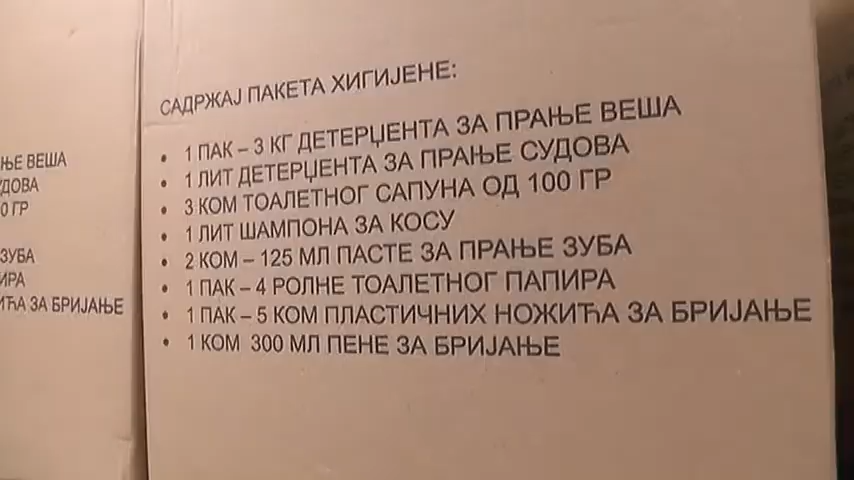 ЊЕ ВЕША
УДОВА
0 ГР
ЗУБА
ИРА
ИЋА ЗА БРИЈАЊЕ
САДРЖАЈ ПАКЕТА ХИГИЈЕНЕ:
• 1 ПАК – 3 КГ ДЕТЕРЏЕНТА ЗА ПРАЊЕ ВЕША
• 1 ЛИТ ДЕТЕРЏЕНТА ЗА ПРАЊЕ СУДОВА
• 3 КОМ ТОАЛЕТНОГ САПУНА ОД 100 ГР
• 1 ЛИТ ШАМПОНА ЗА КОСУ
• 2 КОМ – 125 МЛ ПАСТЕ ЗА ПРАЊЕ ЗУБА
• 1 ПАК – 4 РОЛНЕ ТОАЛЕТНОГ ПАПИРА
• 1 ПАК – 5 КОМ ПЛАСТИЧНИХ НОЖИЋА ЗА БРИЈАЊЕ
• 1 КОМ 300 МЛ ПЕНЕ ЗА БРИЈАЊЕ